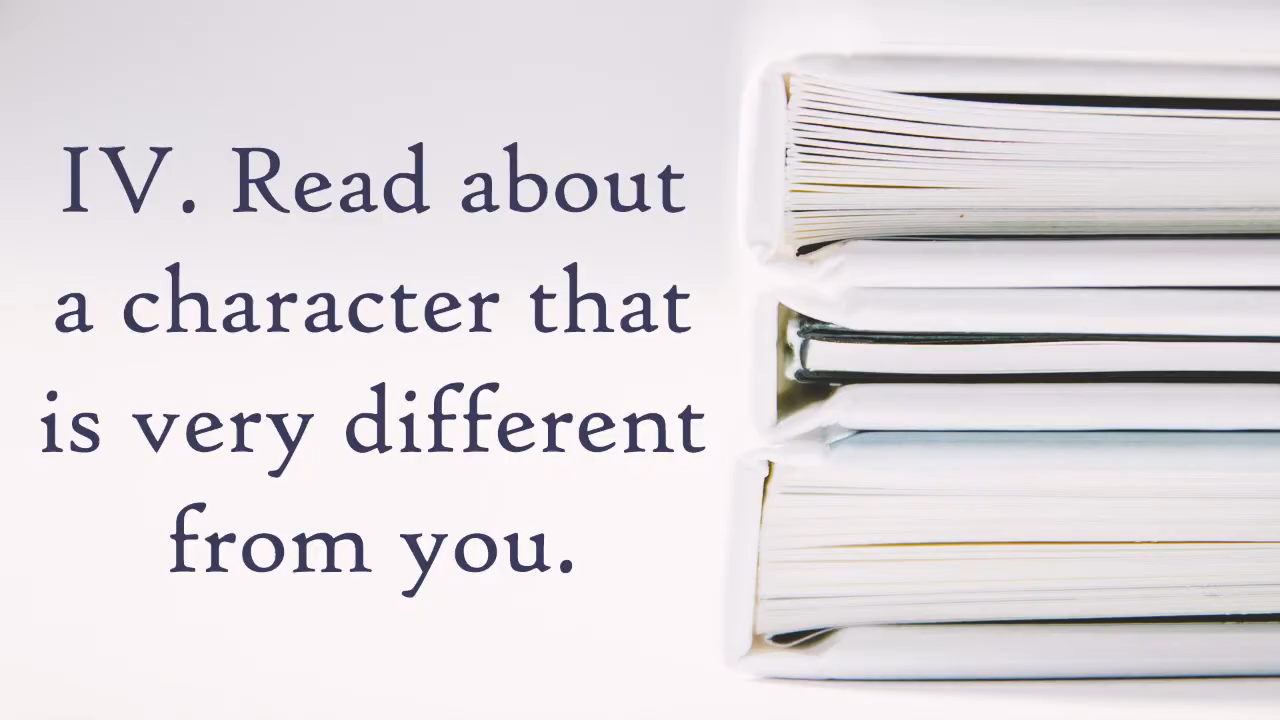 IV. Read about
a character that
is very different
from you.